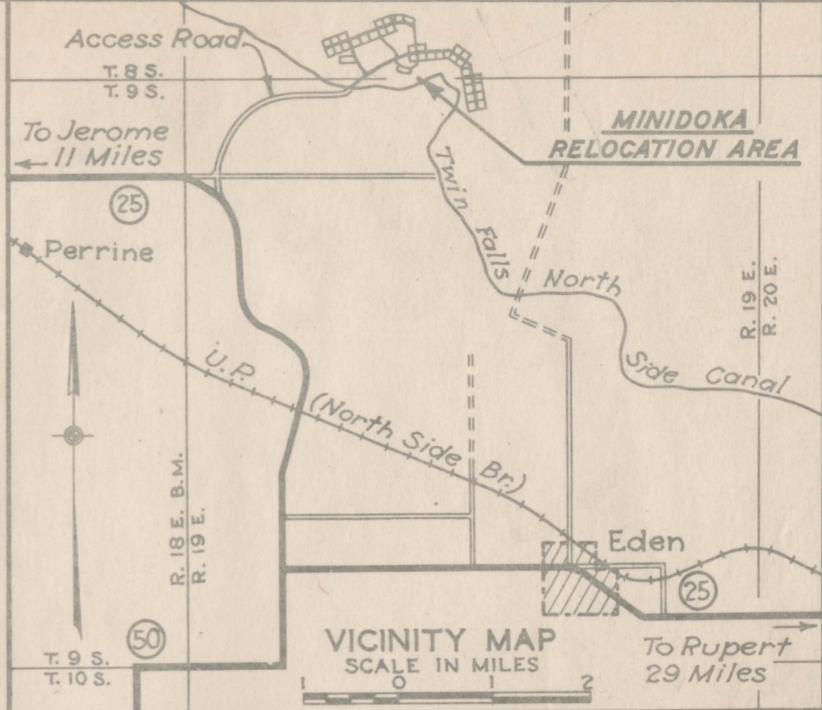 Access Road
T. 8 S.
T. 9 S.
MINIDOKA
RELOCATION AREA
To Jerome
11 Miles
25
Perrine
Twin Falls North Side Canal
R. 19 E.
R. 20 E.
U.P. (North Side Br.)
R. 18 E. B.M.
R. 19 E.
Eden
25
50
VICINITY MAP
SCALE IN MILES
1 0 1 2
To Rupert
29 Miles
T. 9 S.
T. 10 S.